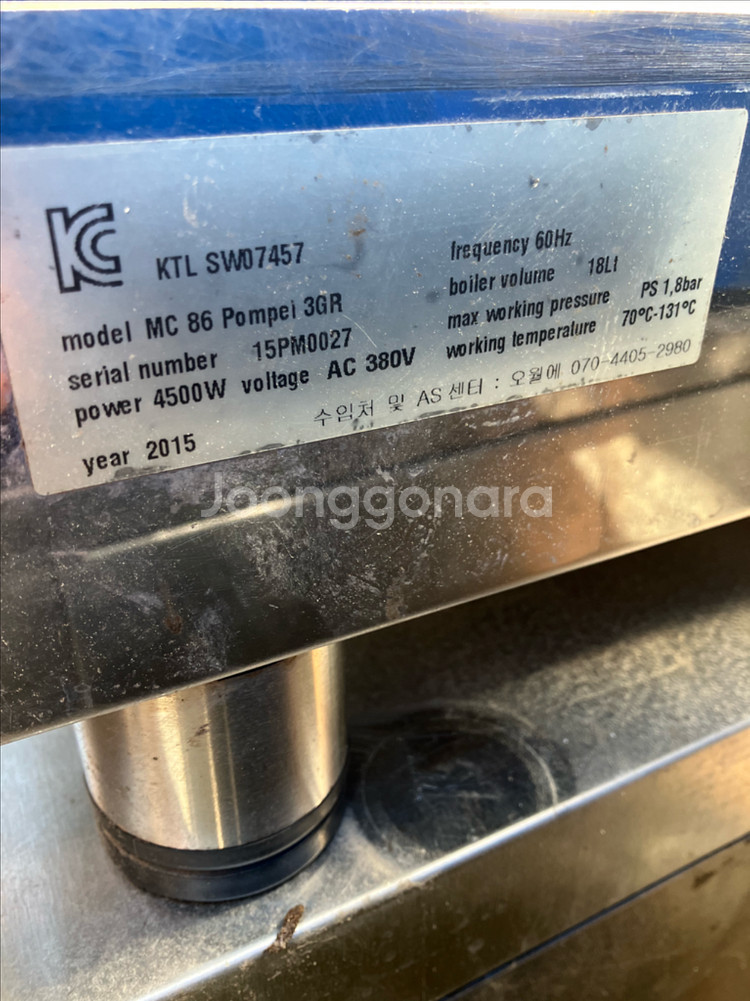 KC
KTL SW07457
model MC 86 Pompei 3GR
serial number 15PM0027
power 4500W voltage AC 380V
year 2015
frequency 60Hz
boiler volume 18Lt
max working pressure PS 1,8bar
working temperature 70°C-131°C
수입처 및 AS센터 : 오월에 070-4405-2980
Joonggonara